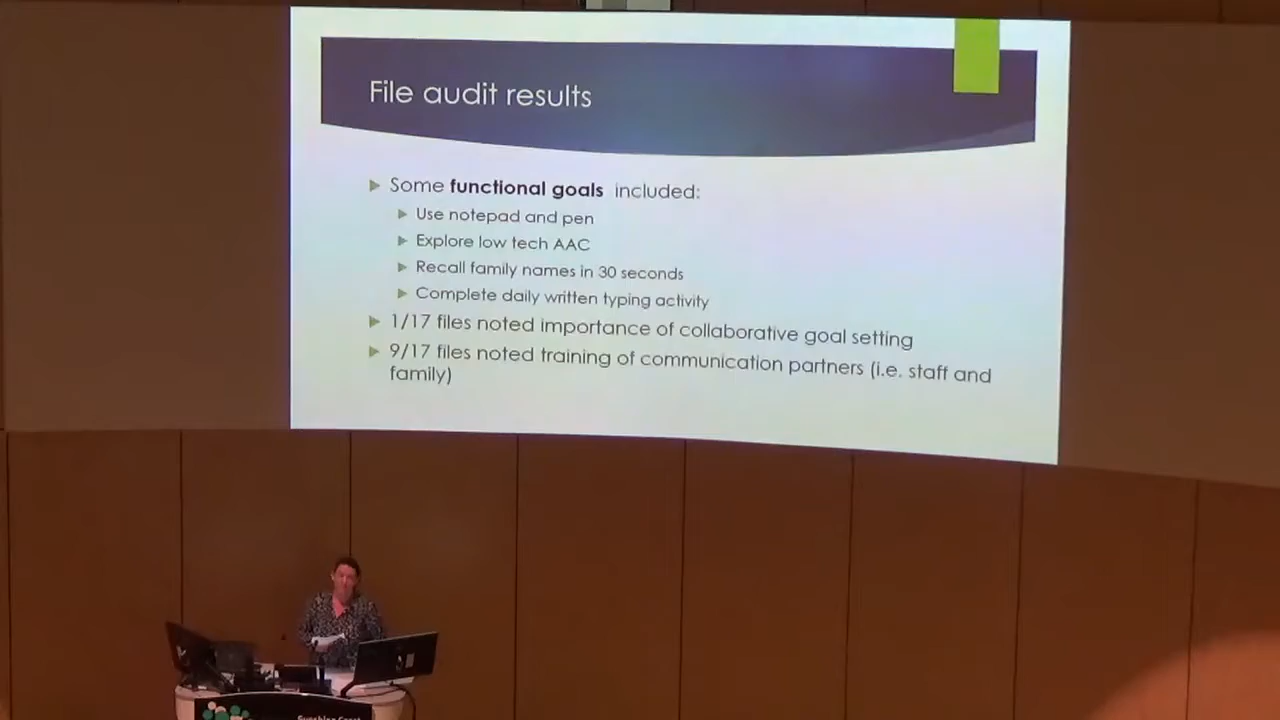 File audit results
Some functional goals included:
Use notepad and pen
Explore low tech AAC
Recall family names in 30 seconds
Complete daily written typing activity
1/17 files noted importance of collaborative goal setting
9/17 files noted training of communication partners (i.e. staff and
family)
Sunshine Coast